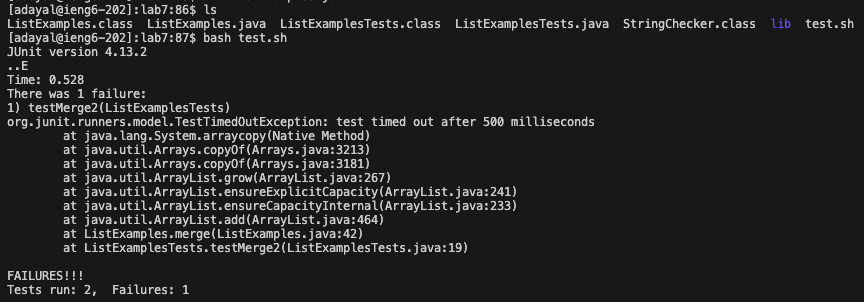 [adayal@ieng6-202]:lab7:86$ ls
ListExamples.class  ListExamples.java  ListExamplesTests.class  ListExamplesTests.java  StringChecker.class  lib  test.sh
[adayal@ieng6-202]:lab7:87$ bash test.sh
JUnit version 4.13.2
..E
Time: 0.528
There was 1 failure:
1) testMerge2(ListExamplesTests)
org.junit.runners.model.TestTimedOutException: test timed out after 500 milliseconds
        at java.lang.System.arraycopy(Native Method)
        at java.util.Arrays.copyOf(Arrays.java:3213)
        at java.util.Arrays.copyOf(Arrays.java:3181)
        at java.util.ArrayList.grow(ArrayList.java:267)
        at java.util.ArrayList.ensureExplicitCapacity(ArrayList.java:241)
        at java.util.ArrayList.ensureCapacityInternal(ArrayList.java:233)
        at java.util.ArrayList.add(ArrayList.java:464)
        at ListExamples.merge(ListExamples.java:42)
        at ListExamplesTests.testMerge2(ListExamplesTests.java:19)

FAILURES!!!
Tests run: 2,  Failures: 1